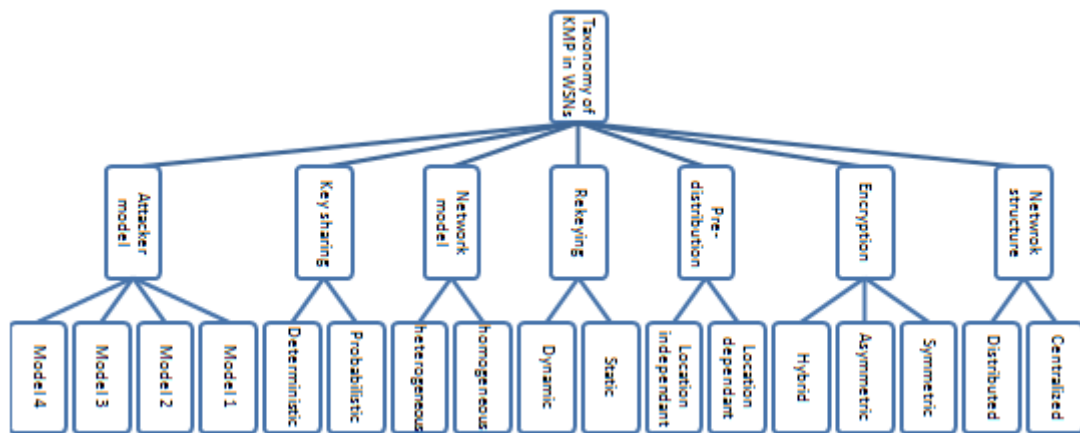 Taxonomy of
KMP in WSNs
Netwrok
structure
Centralized
Distributed
Encryption
Symmetric
Asymmetric
Hybrid
Pre-
distribution
Location
dependant
Location
independant
Rekeying
Static
Dynamic
Network
model
homogeneous
heterogeneous
Key sharing
Probabilistic
Deterministic
Attacker
model
Model 1
Model 2
Model 3
Model 4